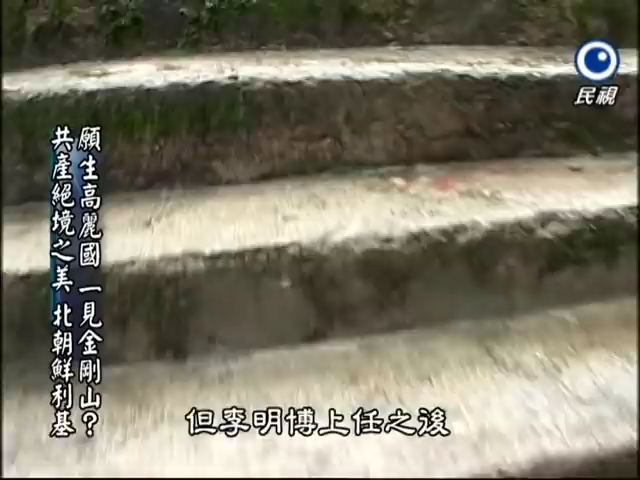 民視
願生高麗國 一見金剛山?
共產絕境之美 北朝鮮利基
但李明博上任之後